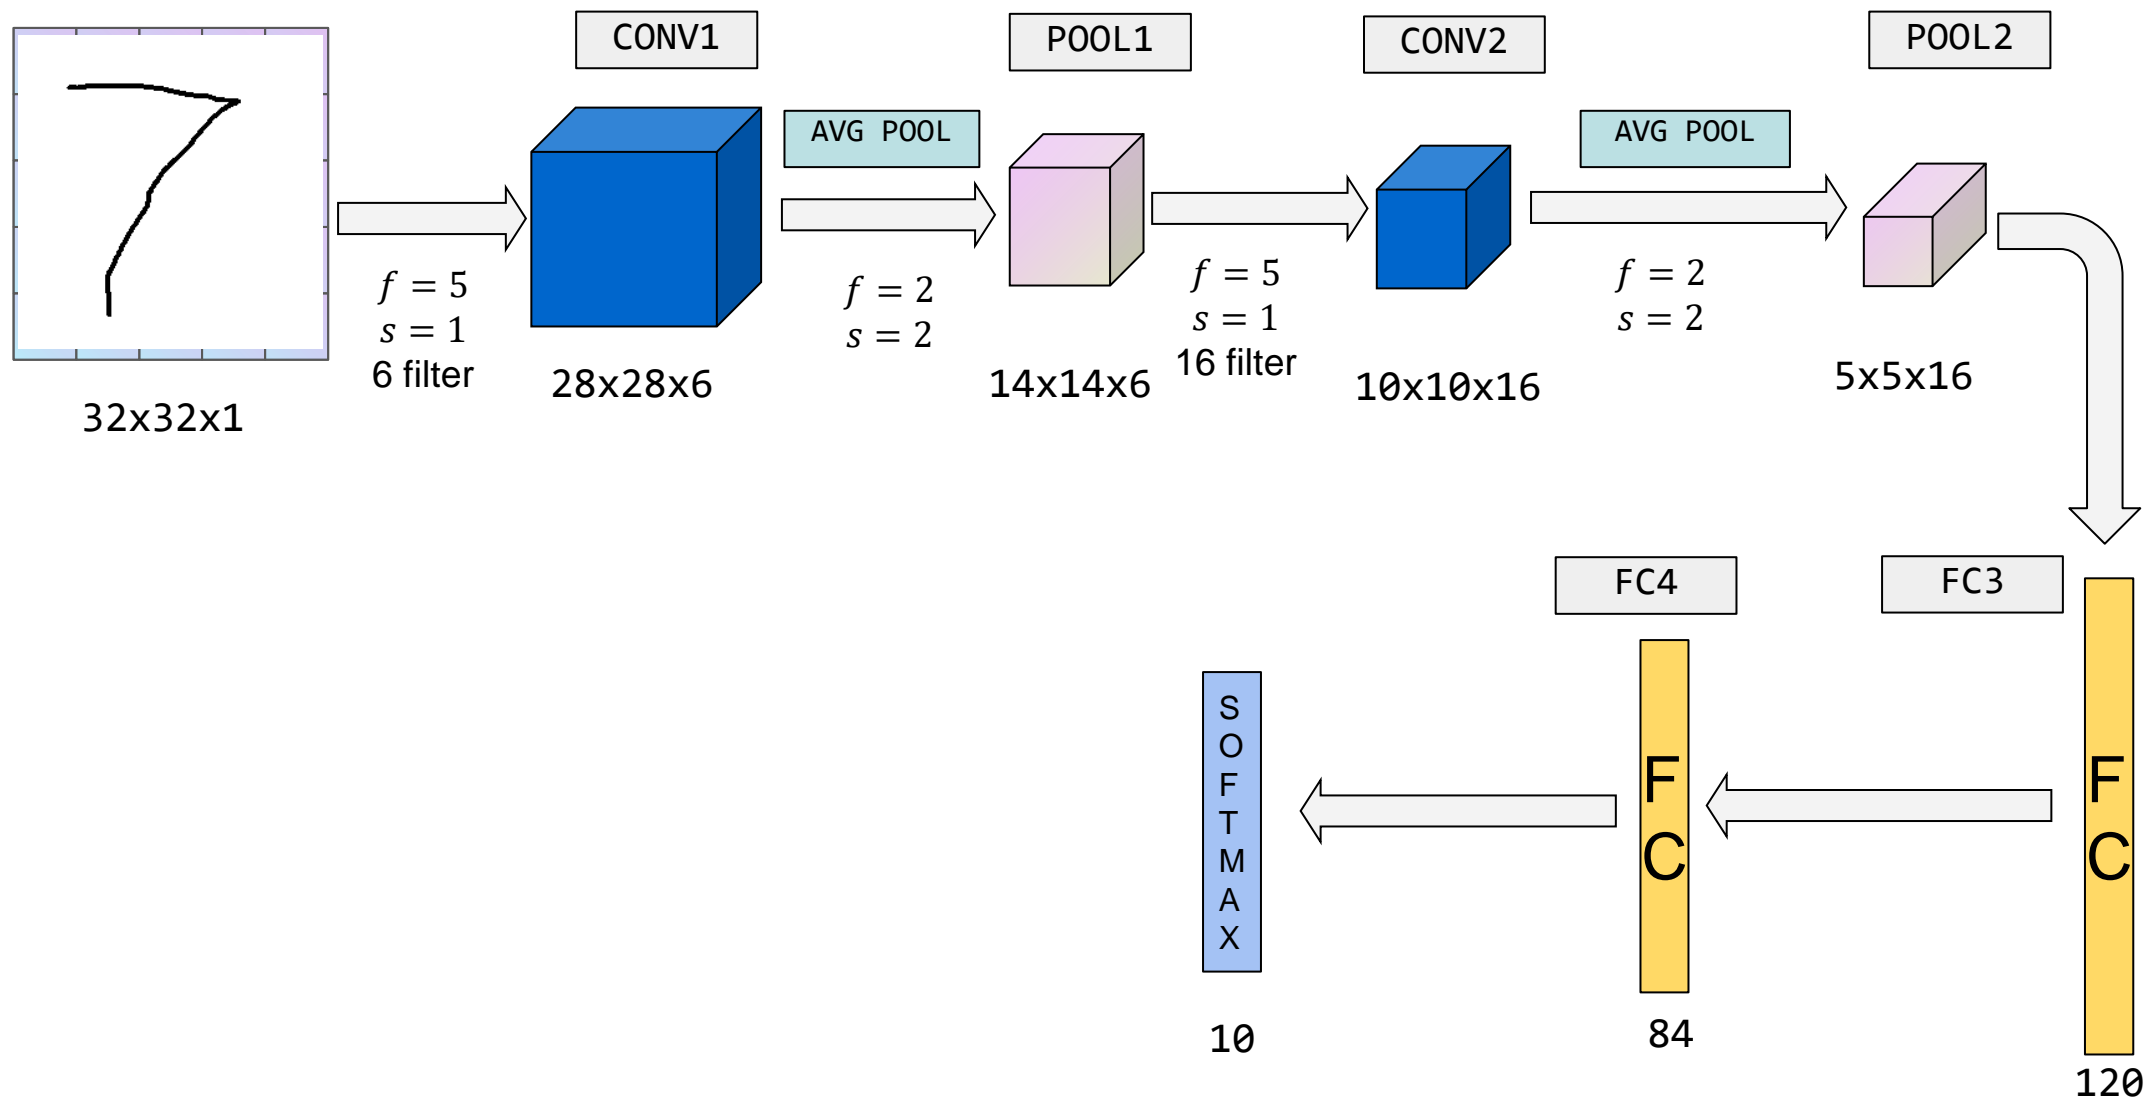 CONV1
POOL1
CONV2
POOL2
AVG POOL
AVG POOL
f = 5
s = 1
6 filter
f = 2
s = 2
f = 5
s = 1
16 filter
f = 2
s = 2
32x32x1
28x28x6
14x14x6
10x10x16
5x5x16
FC4
FC3
S
O
F
T
M
A
X
F
C
F
C
10
84
120